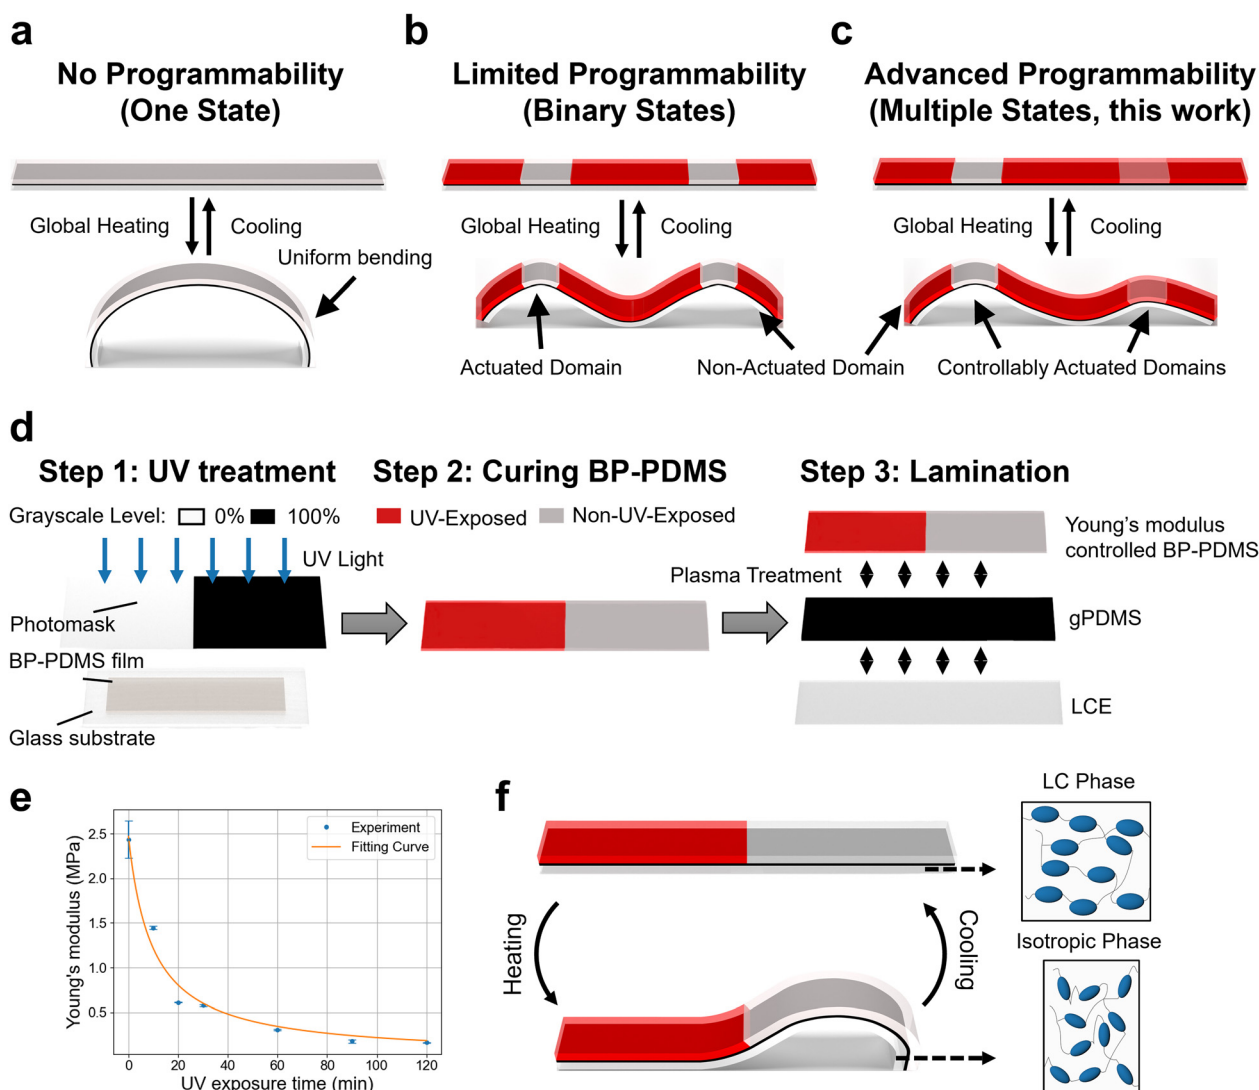 a
No Programmability
(One State)
Global Heating
Cooling
Uniform bending
b
Limited Programmability
(Binary States)
Global Heating
Cooling
Actuated Domain
Non-Actuated Domain
c
Advanced Programmability
(Multiple States, this work)
Global Heating
Cooling
Controllably Actuated Domains
d
Step 1: UV treatment
Grayscale Level: 0% 100%
UV Light
Photomask
BP-PDMS film
Glass substrate
Step 2: Curing BP-PDMS
UV-Exposed Non-UV-Exposed
Step 3: Lamination
Young's modulus
controlled BP-PDMS
Plasma Treatment
gPDMS
LCE
e
Young's modulus (MPa)
2.5
2.0
1.5
1.0
0.5
Experiment
Fitting Curve
0 20 40 60 80 100 120
UV exposure time (min)
f
Heating
Cooling
LC Phase
Isotropic Phase